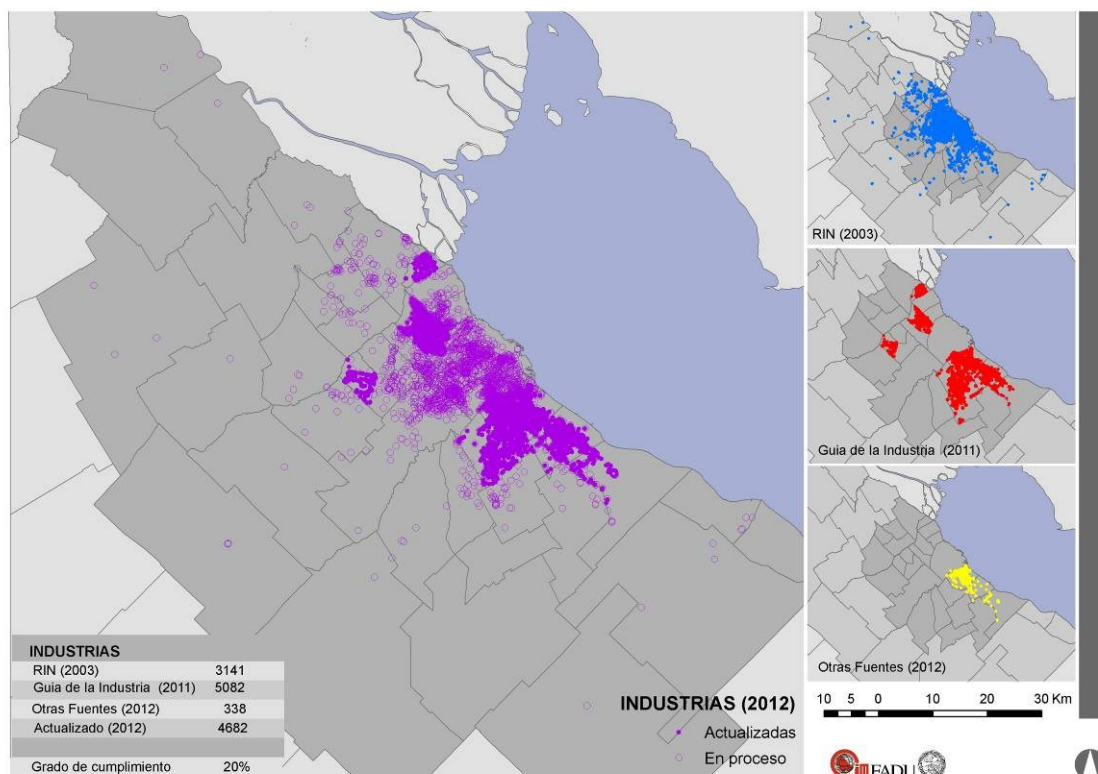 RIN (2003)
Guia de la Industria (2011)
Otras Fuentes (2012)
INDUSTRIAS
RIN (2003) 3141
Guia de la Industria (2011) 5082
Otras Fuentes (2012) 338
Actualizado (2012) 4682
Grado de cumplimiento 20%
INDUSTRIAS (2012)
Actualizadas
En proceso
10 5 0 10 20 30 Km
im FADU